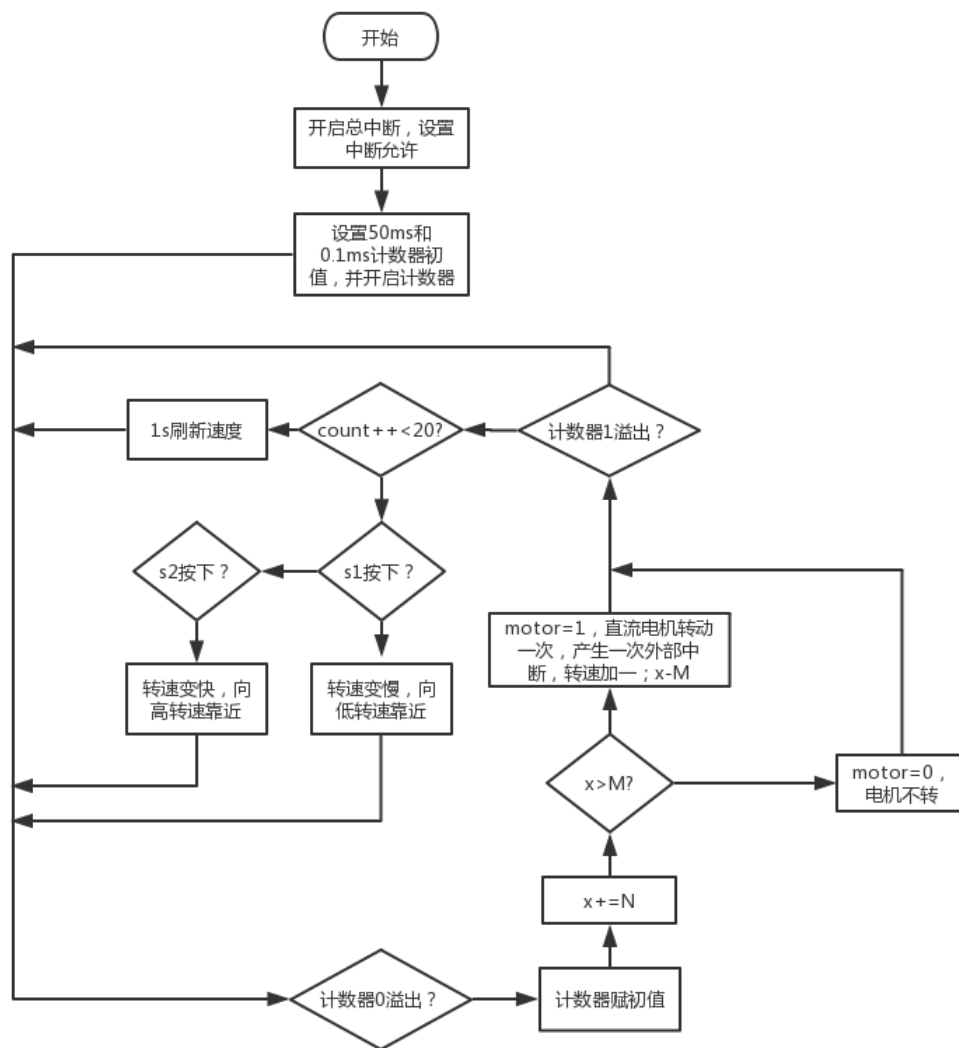 开始
开启总中断，设置
中断允许
设置50ms和
0.1ms计数器初
值，并开启计数器
1s刷新速度
count++<20?
计数器1溢出？
s2按下？
s1按下？
motor=1，直流电机转动
一次，产生一次外部中
断，转速加一；x-M
转速变快，向
高转速靠近
转速变慢，向
低转速靠近
x>M?
motor=0，
电机不转
x+=N
计数器0溢出？
计数器赋初值